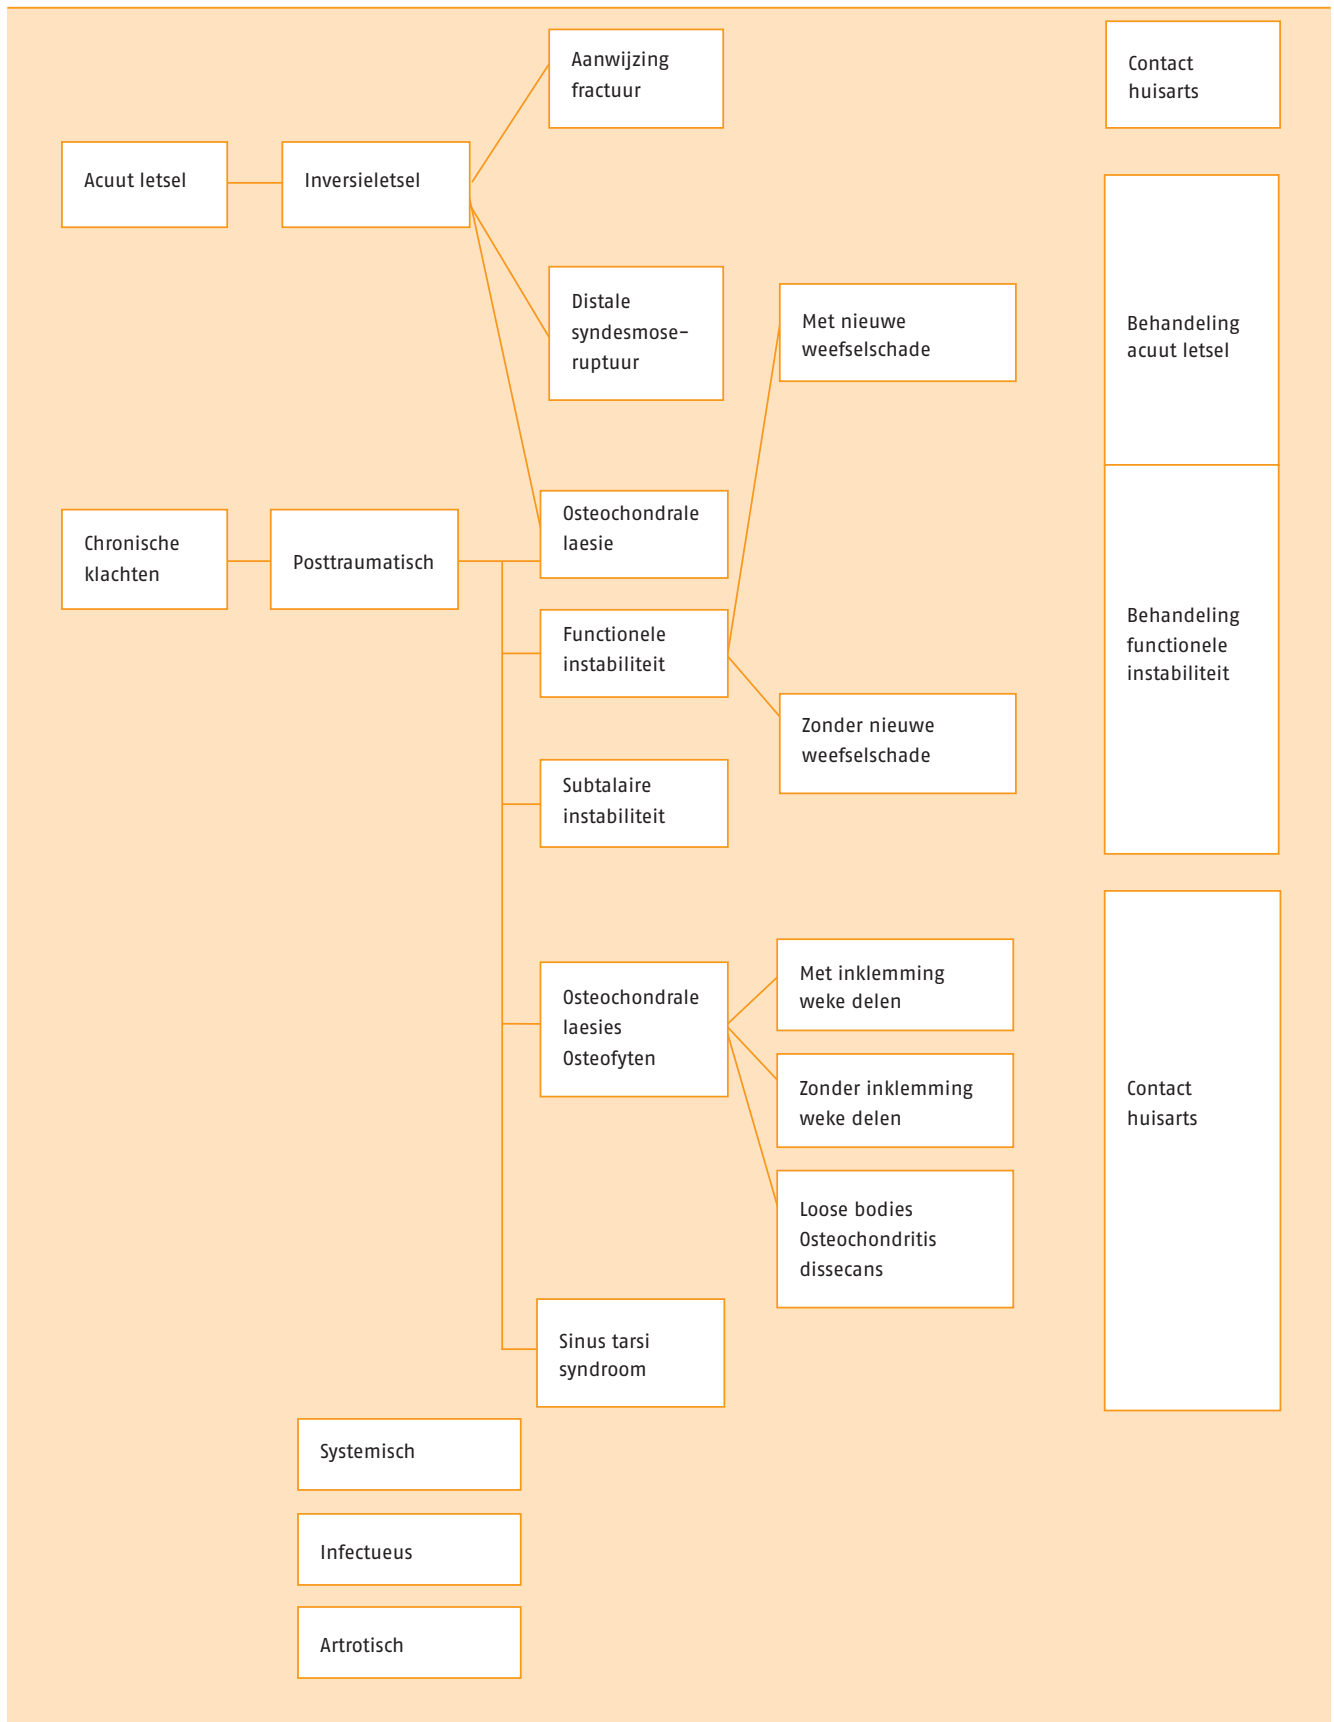 Aanwijzing
fractuur
Contact
huisarts
Acuut letsel
Inversieletsel
Distale
syndesmose-
ruptuur
Met nieuwe
weefselschade
Behandeling
acuut letsel
Chronische
klachten
Posttraumatisch
Osteochondrale
laesie
Functionele
instabiliteit
Behandeling
functionele
instabiliteit
Zonder nieuwe
weefselschade
Subtalaire
instabiliteit
Osteochondrale
laesies
Osteofyten
Met inklemming
weke delen
Zonder inklemming
weke delen
Contact
huisarts
Loose bodies
Osteochondritis
dissecans
Sinus tarsi
syndroom
Systemisch
Infectueus
Artrotisch